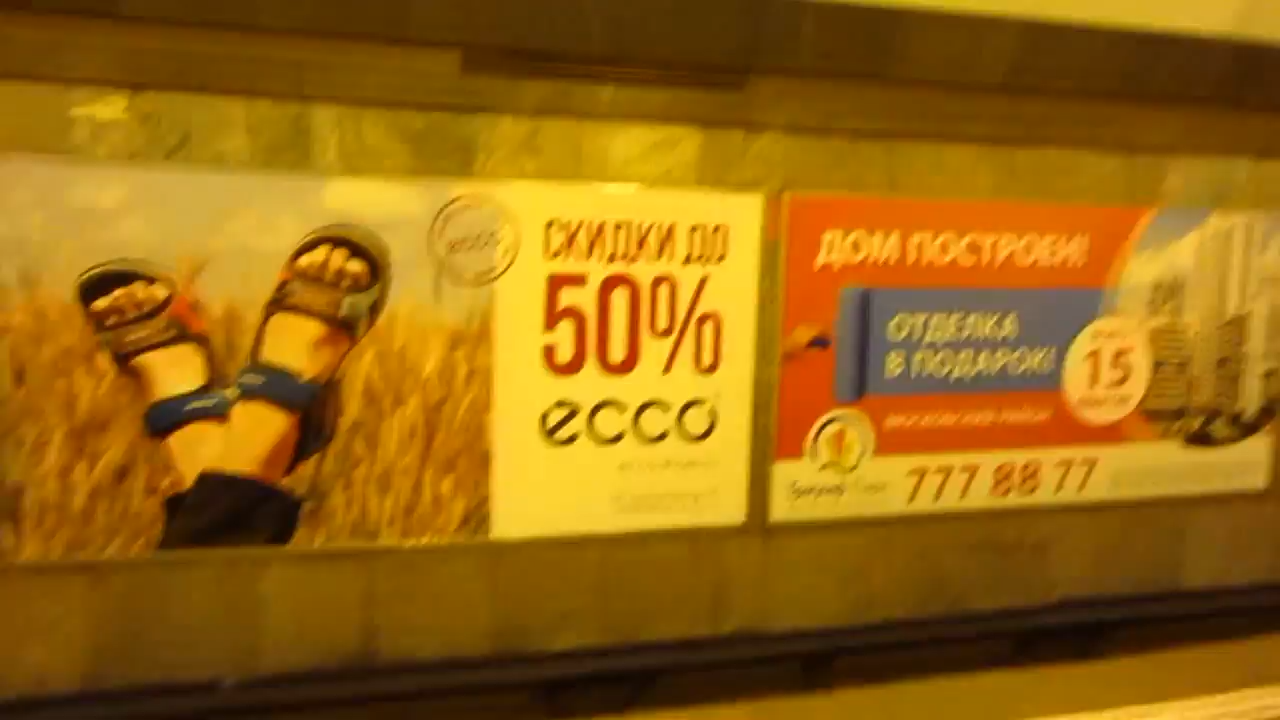 СКИДКИ ДО
50%
ecco
ДОМ ПОСТРОЕН!
ОТДЕЛКА
В ПОДАРОК!
15
777 88 77